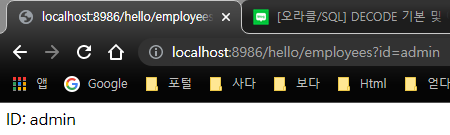 localhost:8986/hello/employees
[오라클/SQL] DECODE 기본 및
localhost:8986/hello/employees?id=admin
앱 Google 포털 사다 보다 Html 얻다
ID: admin